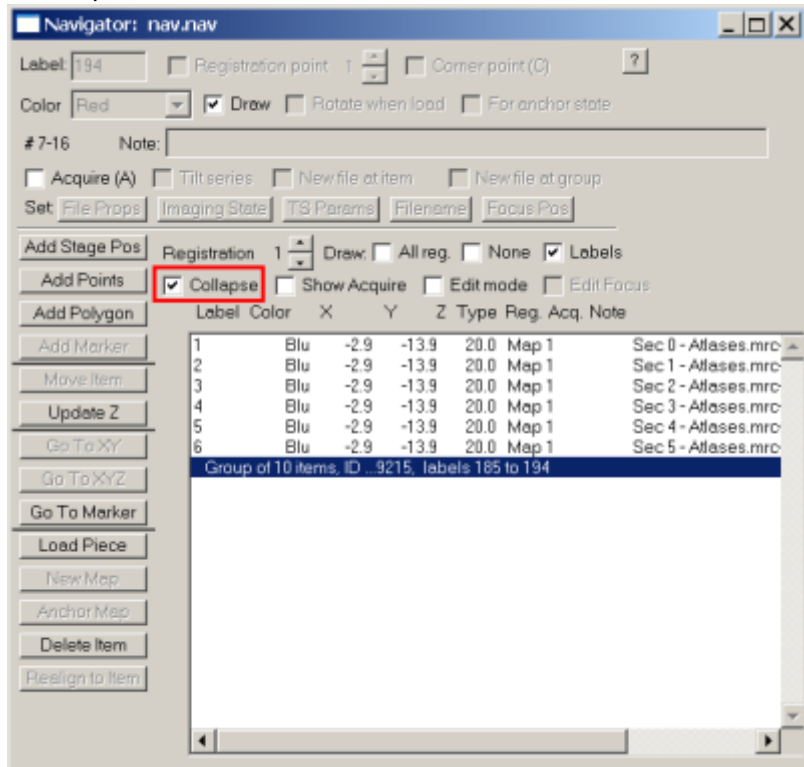 Navigator: nav.nav
Label: 194 Registration point 1 Corner point (C) ?
Color Red Draw Rotate when load For anchor state
# 7-16 Note:
Acquire (A) Tilt series New file at item New file at group
Set: File Props Imaging State TS Params Filename Focus Pos
Add Stage Pos Registration 1 Draw: All reg. None Labels
Add Points Collapse Show Acquire Edit mode Edit Focus
Add Polygon Label Color X Y Z Type Reg. Acq. Note
Add Marker 1 Blu -2.9 -13.9 20.0 Map 1 Sec 0 - Atlases.mrc
2 Blu -2.9 -13.9 20.0 Map 1 Sec 1 - Atlases.mrc
Move Item 3 Blu -2.9 -13.9 20.0 Map 1 Sec 2 - Atlases.mrc
Update Z 4 Blu -2.9 -13.9 20.0 Map 1 Sec 3 - Atlases.mrc
5 Blu -2.9 -13.9 20.0 Map 1 Sec 4 - Atlases.mrc
Go To XY 6 Blu -2.9 -13.9 20.0 Map 1 Sec 5 - Atlases.mrc
Group of 10 items, ID ...9215, labels 185 to 194
Go To XYZ
Go To Marker
Load Piece
New Map
Anchor Map
Delete Item
Realign to Item